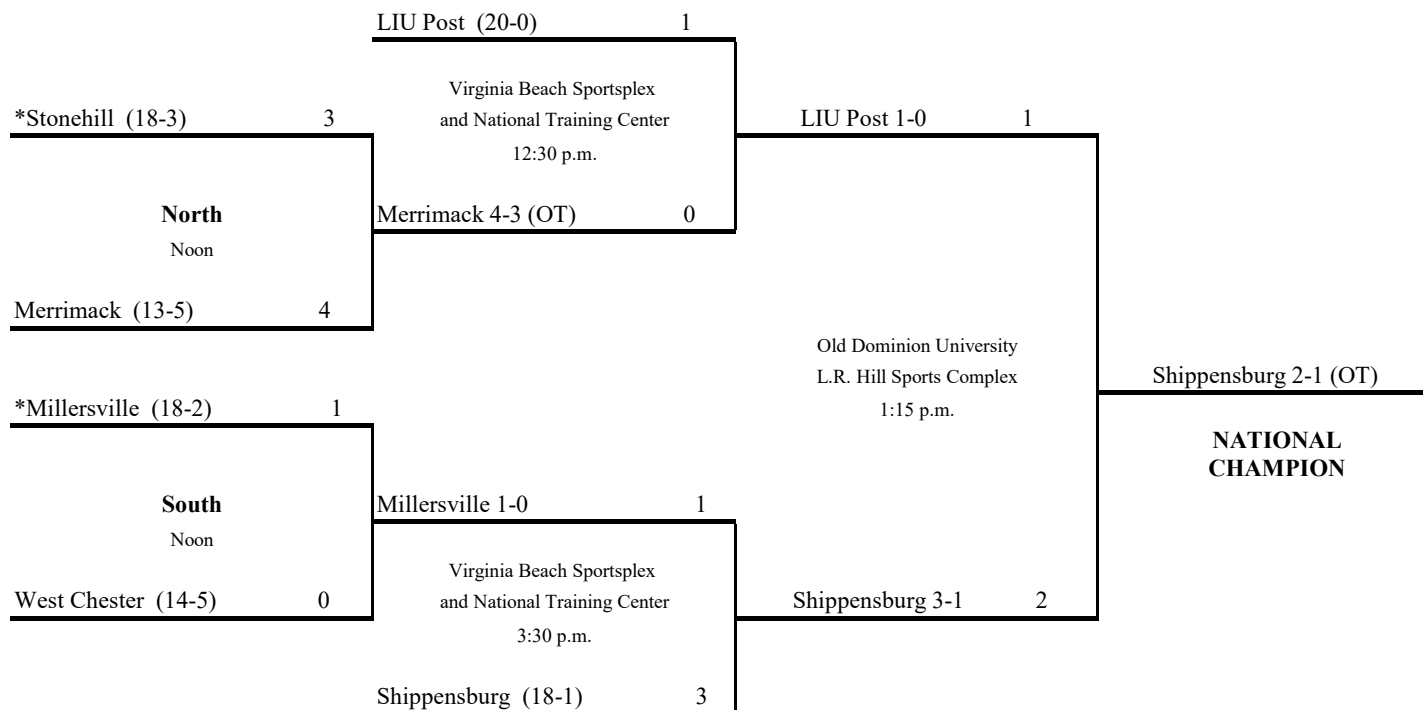 LIU Post (20-0) 1
Virginia Beach Sportsplex
and National Training Center
12:30 p.m.
*Stonehill (18-3) 3
LIU Post 1-0 1
North
Noon
Merrimack 4-3 (OT) 0
Merrimack (13-5) 4
Old Dominion University
L.R. Hill Sports Complex
1:15 p.m.
Shippensburg 2-1 (OT)
NATIONAL
CHAMPION
*Millersville (18-2) 1
South
Noon
Millersville 1-0 1
Virginia Beach Sportsplex
and National Training Center
3:30 p.m.
West Chester (14-5) 0
Shippensburg 3-1 2
Shippensburg (18-1) 3